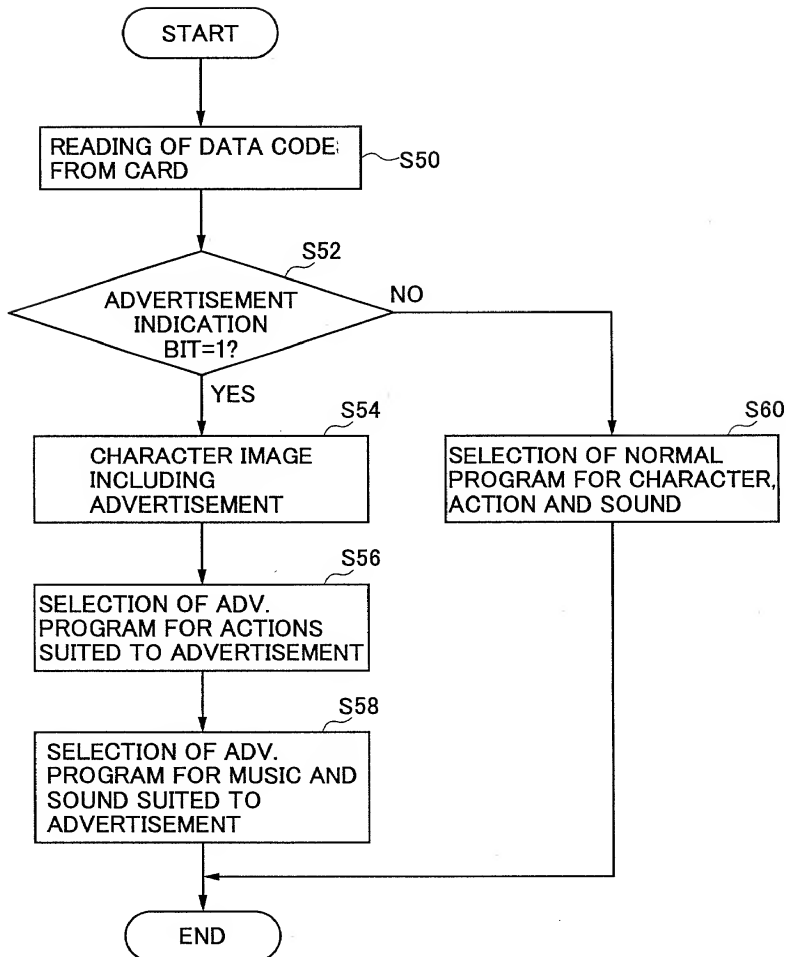 START
READING OF DATA CODE
FROM CARD
S50
S52
ADVERTISEMENT
INDICATION
BIT=1?
NO
YES
S54
CHARACTER IMAGE
INCLUDING
ADVERTISEMENT
S60
SELECTION OF NORMAL
PROGRAM FOR CHARACTER,
ACTION AND SOUND
S56
SELECTION OF ADV.
PROGRAM FOR ACTIONS
SUITED TO ADVERTISEMENT
S58
SELECTION OF ADV.
PROGRAM FOR MUSIC AND
SOUND SUITED TO
ADVERTISEMENT
END